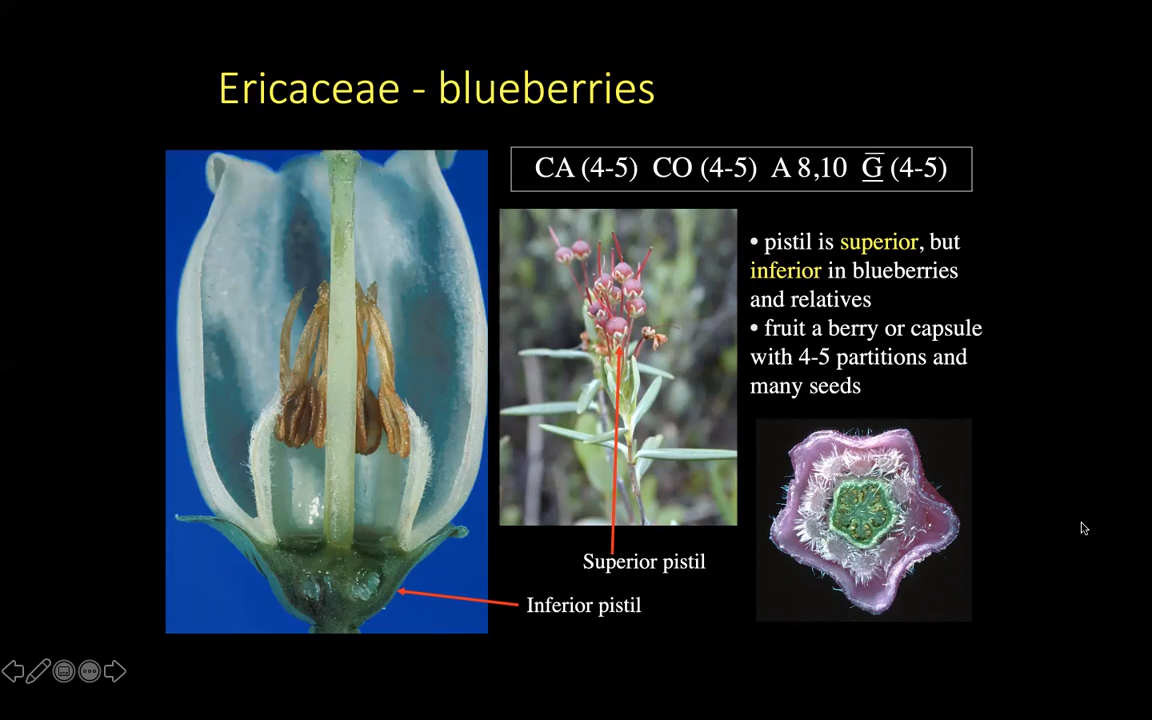 Ericaceae - blueberries
CA (4-5)  CO (4-5)  A 8,10  G̲̅ (4-5)
• pistil is superior, but
inferior in blueberries
and relatives
• fruit a berry or capsule
with 4-5 partitions and
many seeds
Superior pistil
Inferior pistil